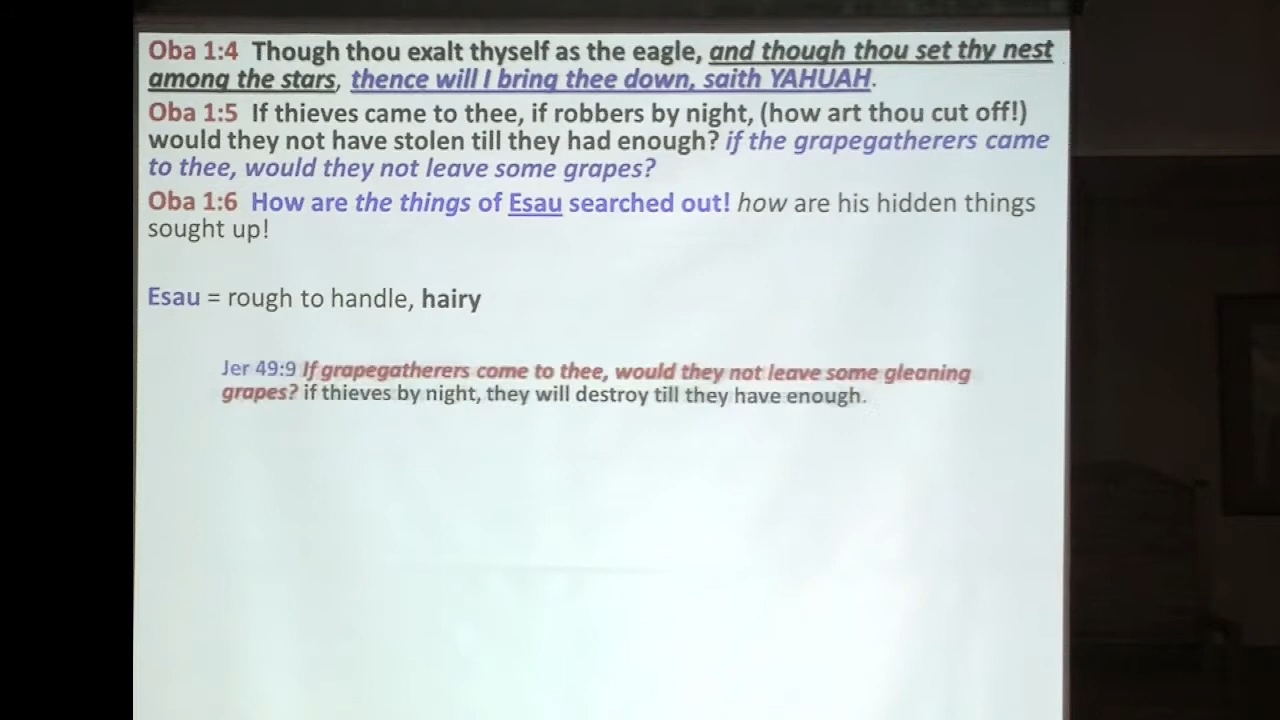 Oba 1:4 Though thou exalt thyself as the eagle, and though thou set thy nest
among the stars, thence will I bring thee down, saith YAHUAH.
Oba 1:5 If thieves came to thee, if robbers by night, (how art thou cut off!)
would they not have stolen till they had enough? if the grapegatherers came
to thee, would they not leave some grapes?
Oba 1:6 How are the things of Esau searched out! how are his hidden things
sought up!
Esau = rough to handle, hairy
Jer 49:9 If grapegatherers come to thee, would they not leave some gleaning
grapes? if thieves by night, they will destroy till they have enough.